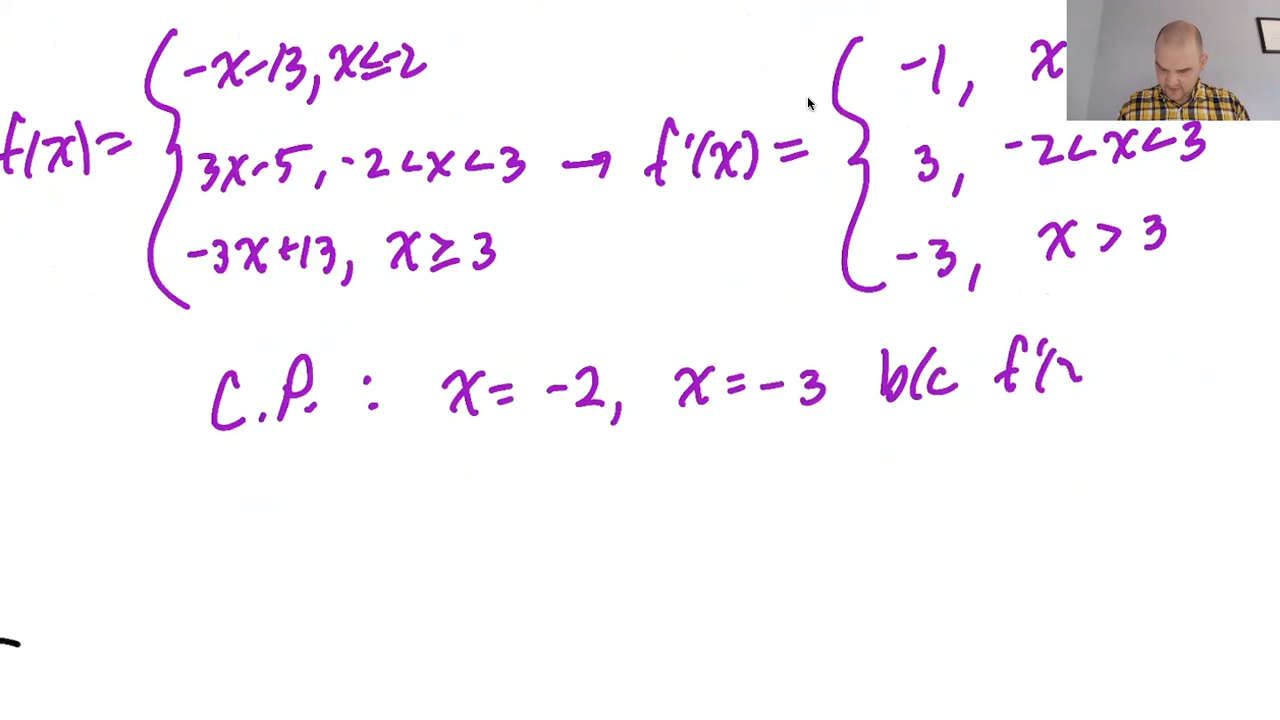 -x-13, x≤-2
-1, x
f(x)=
3x-5, -2<x<3 → f'(x)=
3, -2<x<3
-3x+13, x≥3
-3, x>3
C.P. : x=-2, x=-3 b/c f'(